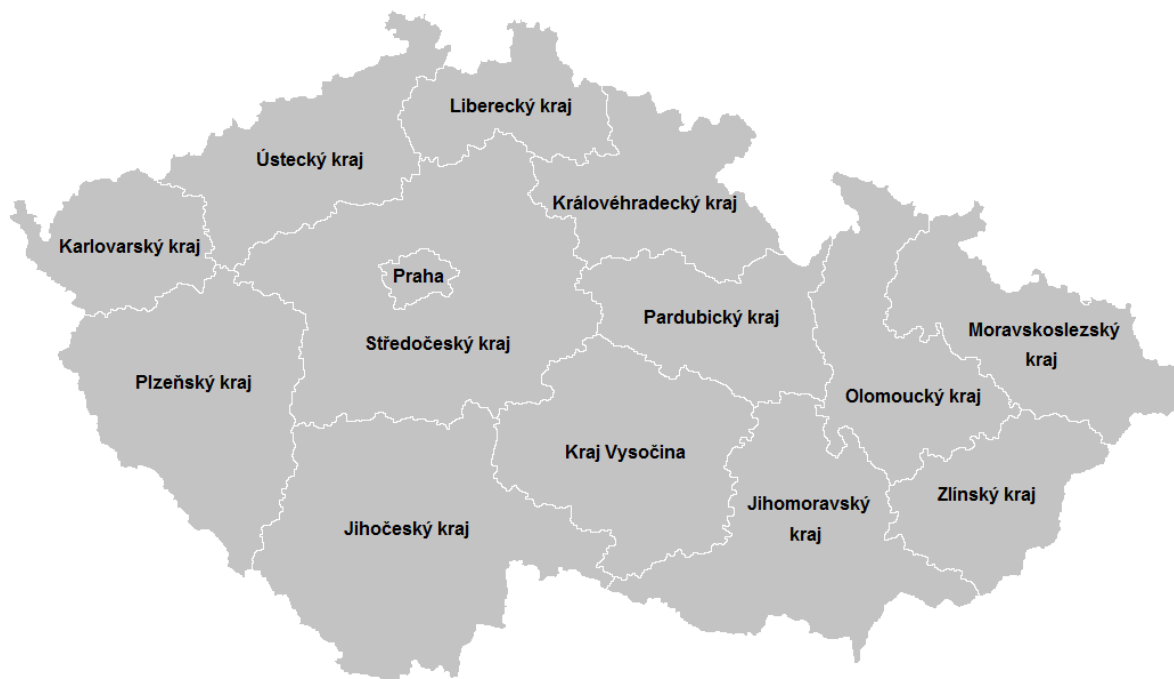 Liberecký kraj
Ústecký kraj
Královéhradecký kraj
Karlovarský kraj
Praha
Pardubický kraj
Moravskoslezský
kraj
Středočeský kraj
Plzeňský kraj
Olomoucký kraj
Kraj Vysočina
Zlínský kraj
Jihomoravský
kraj
Jihočeský kraj